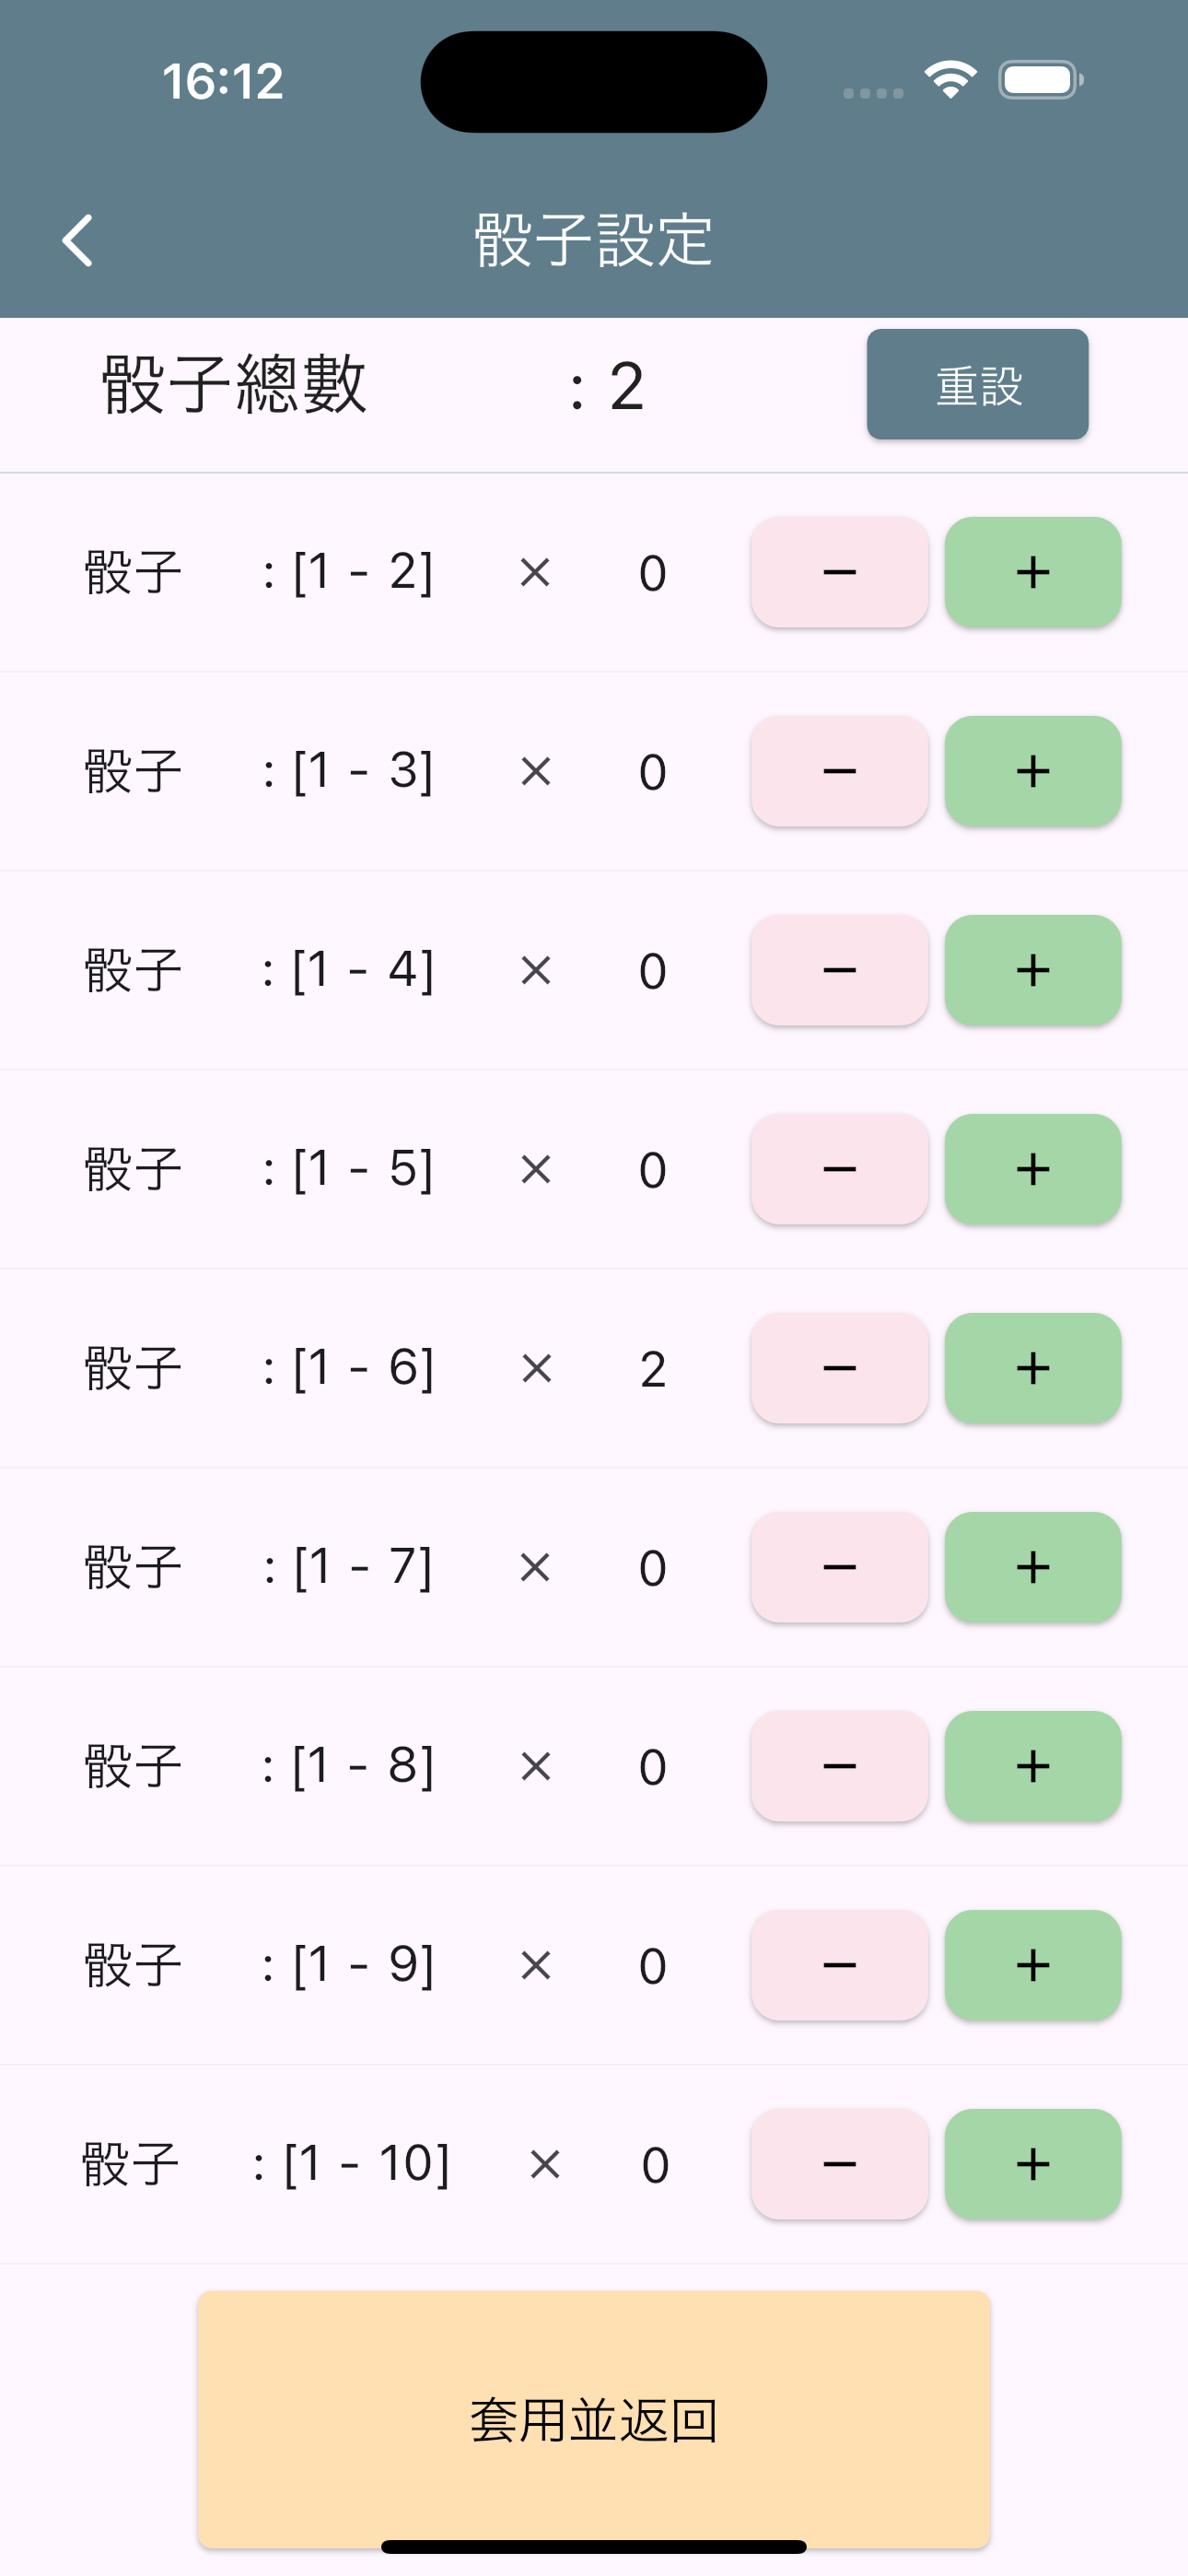 16:12
骰子設定
骰子總數 : 2 重設
骰子 : [1 - 2] × 0 − +
骰子 : [1 - 3] × 0 − +
骰子 : [1 - 4] × 0 − +
骰子 : [1 - 5] × 0 − +
骰子 : [1 - 6] × 2 − +
骰子 : [1 - 7] × 0 − +
骰子 : [1 - 8] × 0 − +
骰子 : [1 - 9] × 0 − +
骰子 : [1 - 10] × 0 − +
套用並返回